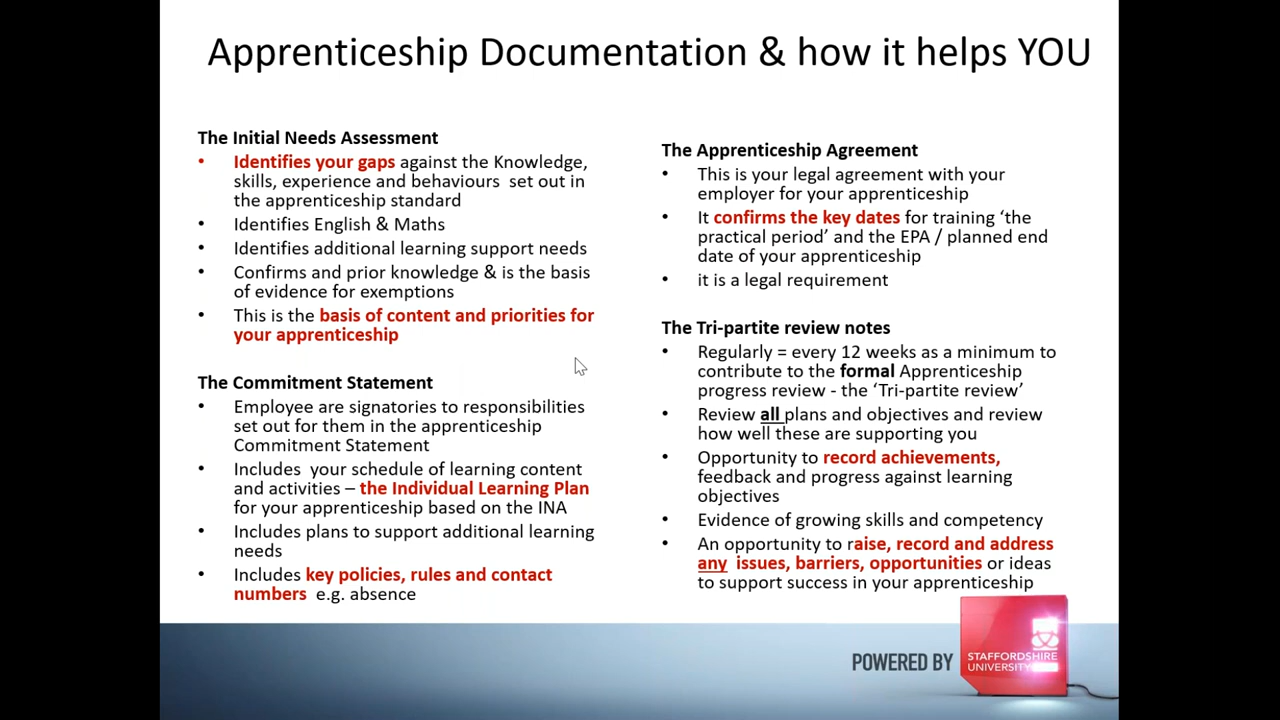 Apprenticeship Documentation & how it helps YOU
The Initial Needs Assessment
• Identifies your gaps against the Knowledge,
skills, experience and behaviours set out in
the apprenticeship standard
• Identifies English & Maths
• Identifies additional learning support needs
• Confirms and prior knowledge & is the basis
of evidence for exemptions
• This is the basis of content and priorities for
your apprenticeship
The Commitment Statement
• Employee are signatories to responsibilities
set out for them in the apprenticeship
Commitment Statement
• Includes your schedule of learning content
and activities – the Individual Learning Plan
for your apprenticeship based on the INA
• Includes plans to support additional learning
needs
• Includes key policies, rules and contact
numbers e.g. absence
The Apprenticeship Agreement
• This is your legal agreement with your
employer for your apprenticeship
• It confirms the key dates for training ‘the
practical period’ and the EPA / planned end
date of your apprenticeship
• it is a legal requirement
The Tri-partite review notes
• Regularly = every 12 weeks as a minimum to
contribute to the formal Apprenticeship
progress review - the ‘Tri-partite review’
• Review all plans and objectives and review
how well these are supporting you
• Opportunity to record achievements,
feedback and progress against learning
objectives
• Evidence of growing skills and competency
• An opportunity to raise, record and address
any issues, barriers, opportunities or ideas
to support success in your apprenticeship
POWERED BY
STAFFORDSHIRE
UNIVERSITY